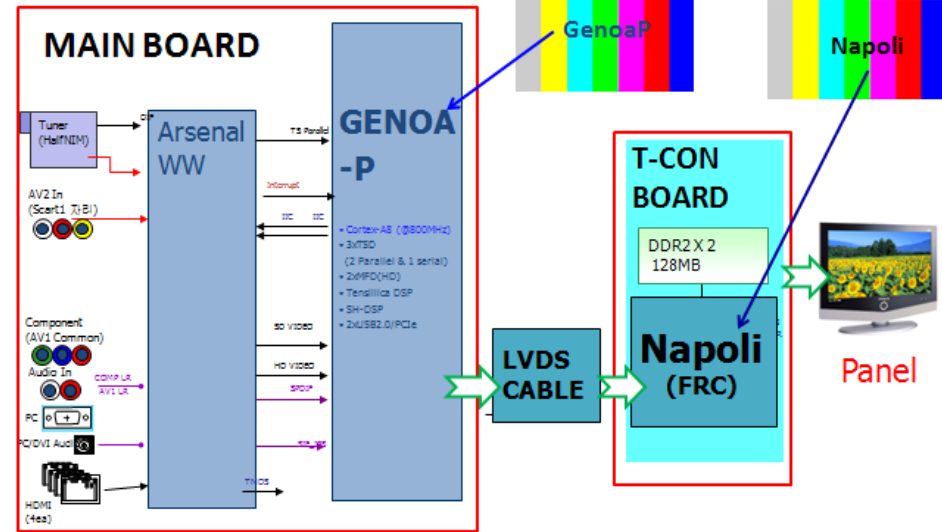 MAIN BOARD
GenoaP
Napoli
Tuner
(HalfNIM)
Arsenal
WW
TS Parallel
GENOA
-P
Interrupt
AV2 In
(Scart1 자리)
IIC IIC
• Cortex-A8 (@800MHz)
• 3xTSD
(2 Parallel & 1 serial)
• 2xMFD(HD)
• Tensillica DSP
• SH-DSP
• 2xUSB2.0/PCIe
T-CON
BOARD
DDR2 X 2
128MB
Component
(AV1 Common)
SD VIDEO
Audio In
HD VIDEO
COMP LR
AV1 LR
SPDIF
PC
PC/DVI Audi
TMDS
HDMI
(4ea)
LVDS
CABLE
Napoli
(FRC)
Panel